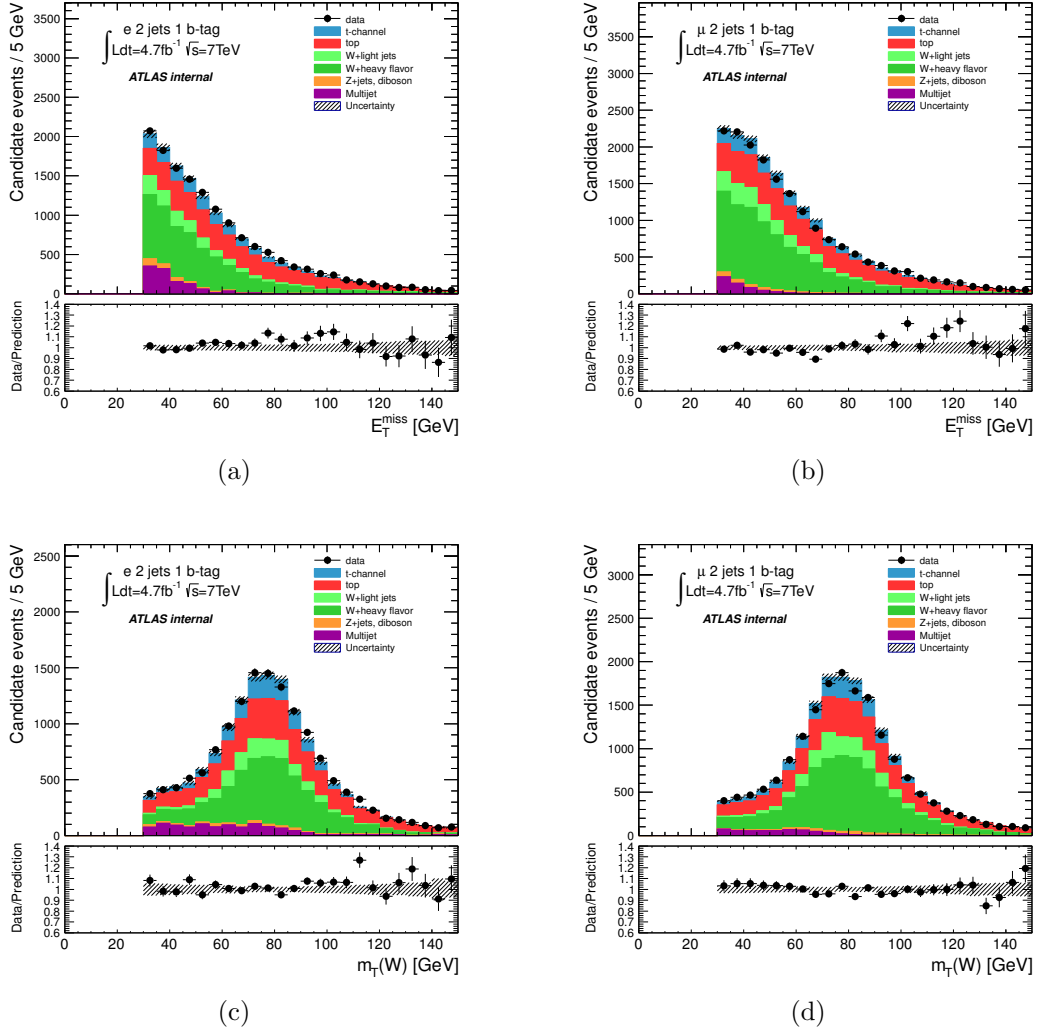 Candidate events / 5 GeV
3500
3000
2500
2000
1500
1000
500
0
e 2 jets 1 b-tag
∫ Ldt=4.7fb⁻¹ √s=7TeV
ATLAS internal
data
t-channel
top
W+light jets
W+heavy flavor
Z+jets, diboson
Multijet
Uncertainty
Data/Prediction
1.4
1.3
1.2
1.1
1
0.9
0.8
0.7
0.6
0 20 40 60 80 100 120 140
E_T^miss [GeV]
(a)
Candidate events / 5 GeV
3500
3000
2500
2000
1500
1000
500
0
μ 2 jets 1 b-tag
∫ Ldt=4.7fb⁻¹ √s=7TeV
ATLAS internal
data
t-channel
top
W+light jets
W+heavy flavor
Z+jets, diboson
Multijet
Uncertainty
Data/Prediction
1.4
1.3
1.2
1.1
1
0.9
0.8
0.7
0.6
0 20 40 60 80 100 120 140
E_T^miss [GeV]
(b)
Candidate events / 5 GeV
2500
2000
1500
1000
500
0
e 2 jets 1 b-tag
∫ Ldt=4.7fb⁻¹ √s=7TeV
ATLAS internal
data
t-channel
top
W+light jets
W+heavy flavor
Z+jets, diboson
Multijet
Uncertainty
Data/Prediction
1.4
1.3
1.2
1.1
1
0.9
0.8
0.7
0.6
0 20 40 60 80 100 120 140
m_T(W) [GeV]
(c)
Candidate events / 5 GeV
3000
2500
2000
1500
1000
500
0
μ 2 jets 1 b-tag
∫ Ldt=4.7fb⁻¹ √s=7TeV
ATLAS internal
data
t-channel
top
W+light jets
W+heavy flavor
Z+jets, diboson
Multijet
Uncertainty
Data/Prediction
1.4
1.3
1.2
1.1
1
0.9
0.8
0.7
0.6
0 20 40 60 80 100 120 140
m_T(W) [GeV]
(d)